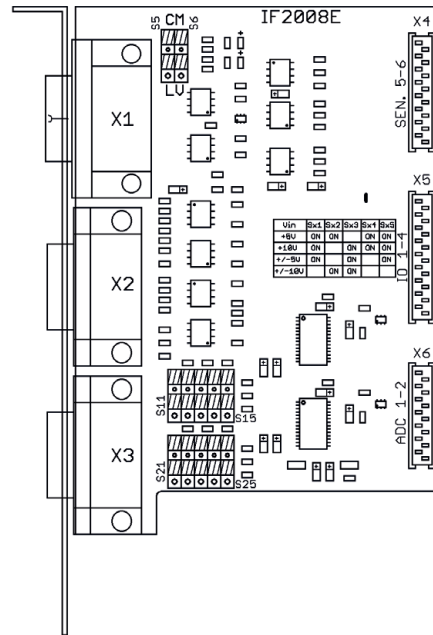 IF2008E
S5 CM S6
LV
X1
X2
X3
X4
SEN. 5-6
X5
IO 1-4
X6
ADC 1-2
Vin Sx1 Sx2 Sx3 Sx4 Sx5
+5V ON ON ON ON
+10V ON ON ON ON
+/-5V ON ON ON
+/-10V ON ON
S11
S15
S21
S25